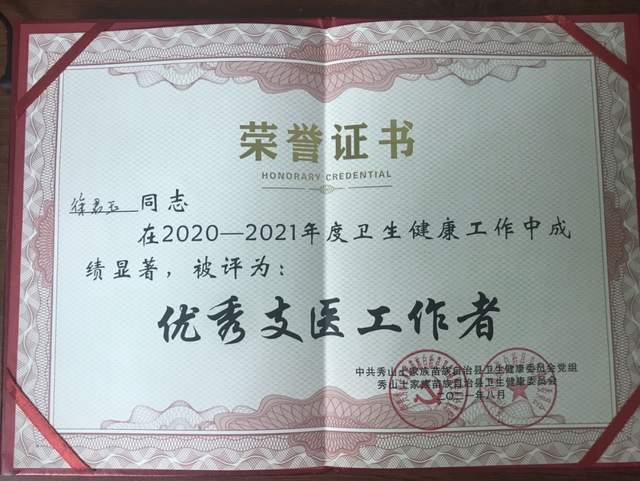 荣誉证书
HONORARY CREDENTIAL
徐君玉 同志
在2020—2021年度卫生健康工作中成
绩显著，被评为：
优秀支医工作者
中共秀山土家族苗族自治县卫生健康委员会党组
秀山土家族苗族自治县卫生健康委员会
二〇二一年八月